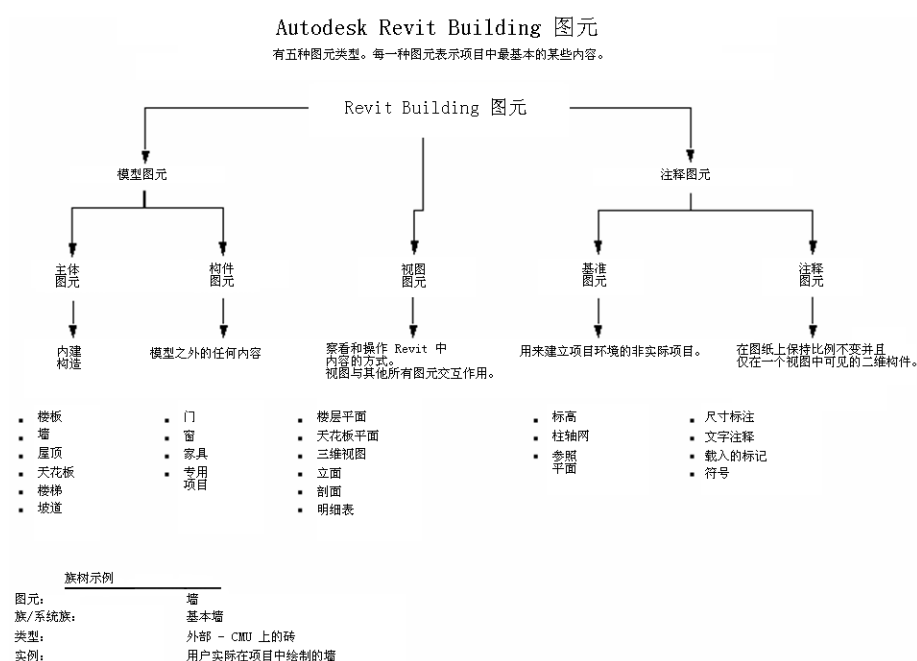 Autodesk Revit Building 图元
有五种图元类型。每一种图元表示项目中最基本的某些内容。
Revit Building 图元
模型图元
注释图元
主体
图元
构件
图元
视图
图元
基准
图元
注释
图元
内建
构造
模型之外的任何内容
察看和操作 Revit 中
内容的方式。
视图与其他所有图元交互作用。
用来建立项目环境的非实际项目。
在图纸上保持比例不变并且
仅在一个视图中可见的二维构件。
▪ 楼板
▪ 墙
▪ 屋顶
▪ 天花板
▪ 楼梯
▪ 坡道
▪ 门
▪ 窗
▪ 家具
▪ 专用
项目
▪ 楼层平面
▪ 天花板平面
▪ 三维视图
▪ 立面
▪ 剖面
▪ 明细表
▪ 标高
▪ 柱轴网
▪ 参照
平面
▪ 尺寸标注
▪ 文字注释
▪ 载入的标记
▪ 符号
族树示例
图元: 墙
族/系统族: 基本墙
类型: 外部 - CMU 上的砖
实例: 用户实际在项目中绘制的墙